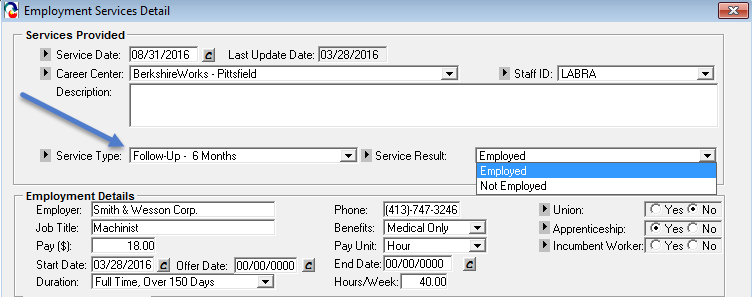 Employment Services Detail
Services Provided
Service Date: 08/31/2016 C Last Update Date: 03/28/2016
Career Center: BerkshireWorks - Pittsfield Staff ID: LABRA
Description:
Service Type: Follow-Up - 6 Months Service Result: Employed
Employed
Not Employed
Employment Details
Employer: Smith & Wesson Corp. Phone: (413)-747-3246 Union: Yes No
Job Title: Machinist Benefits: Medical Only Apprenticeship: Yes No
Pay ($): 18.00 Pay Unit: Hour Incumbent Worker: Yes No
Start Date: 03/28/2016 C Offer Date: 00/00/0000 C End Date: 00/00/0000 C
Duration: Full Time, Over 150 Days Hours/Week: 40.00